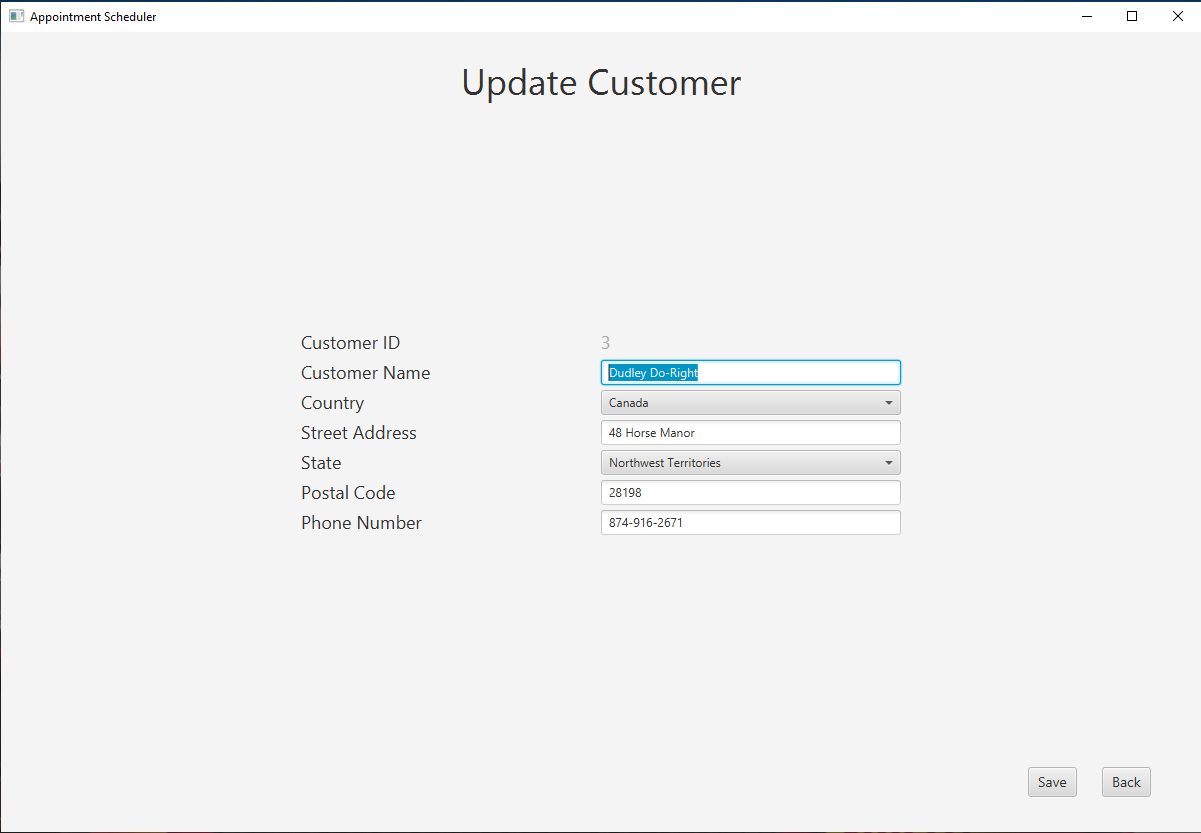 Appointment Scheduler
Update Customer
Customer ID 3
Customer Name Dudley Do-Right
Country Canada
Street Address 48 Horse Manor
State Northwest Territories
Postal Code 28198
Phone Number 874-916-2671
Save Back